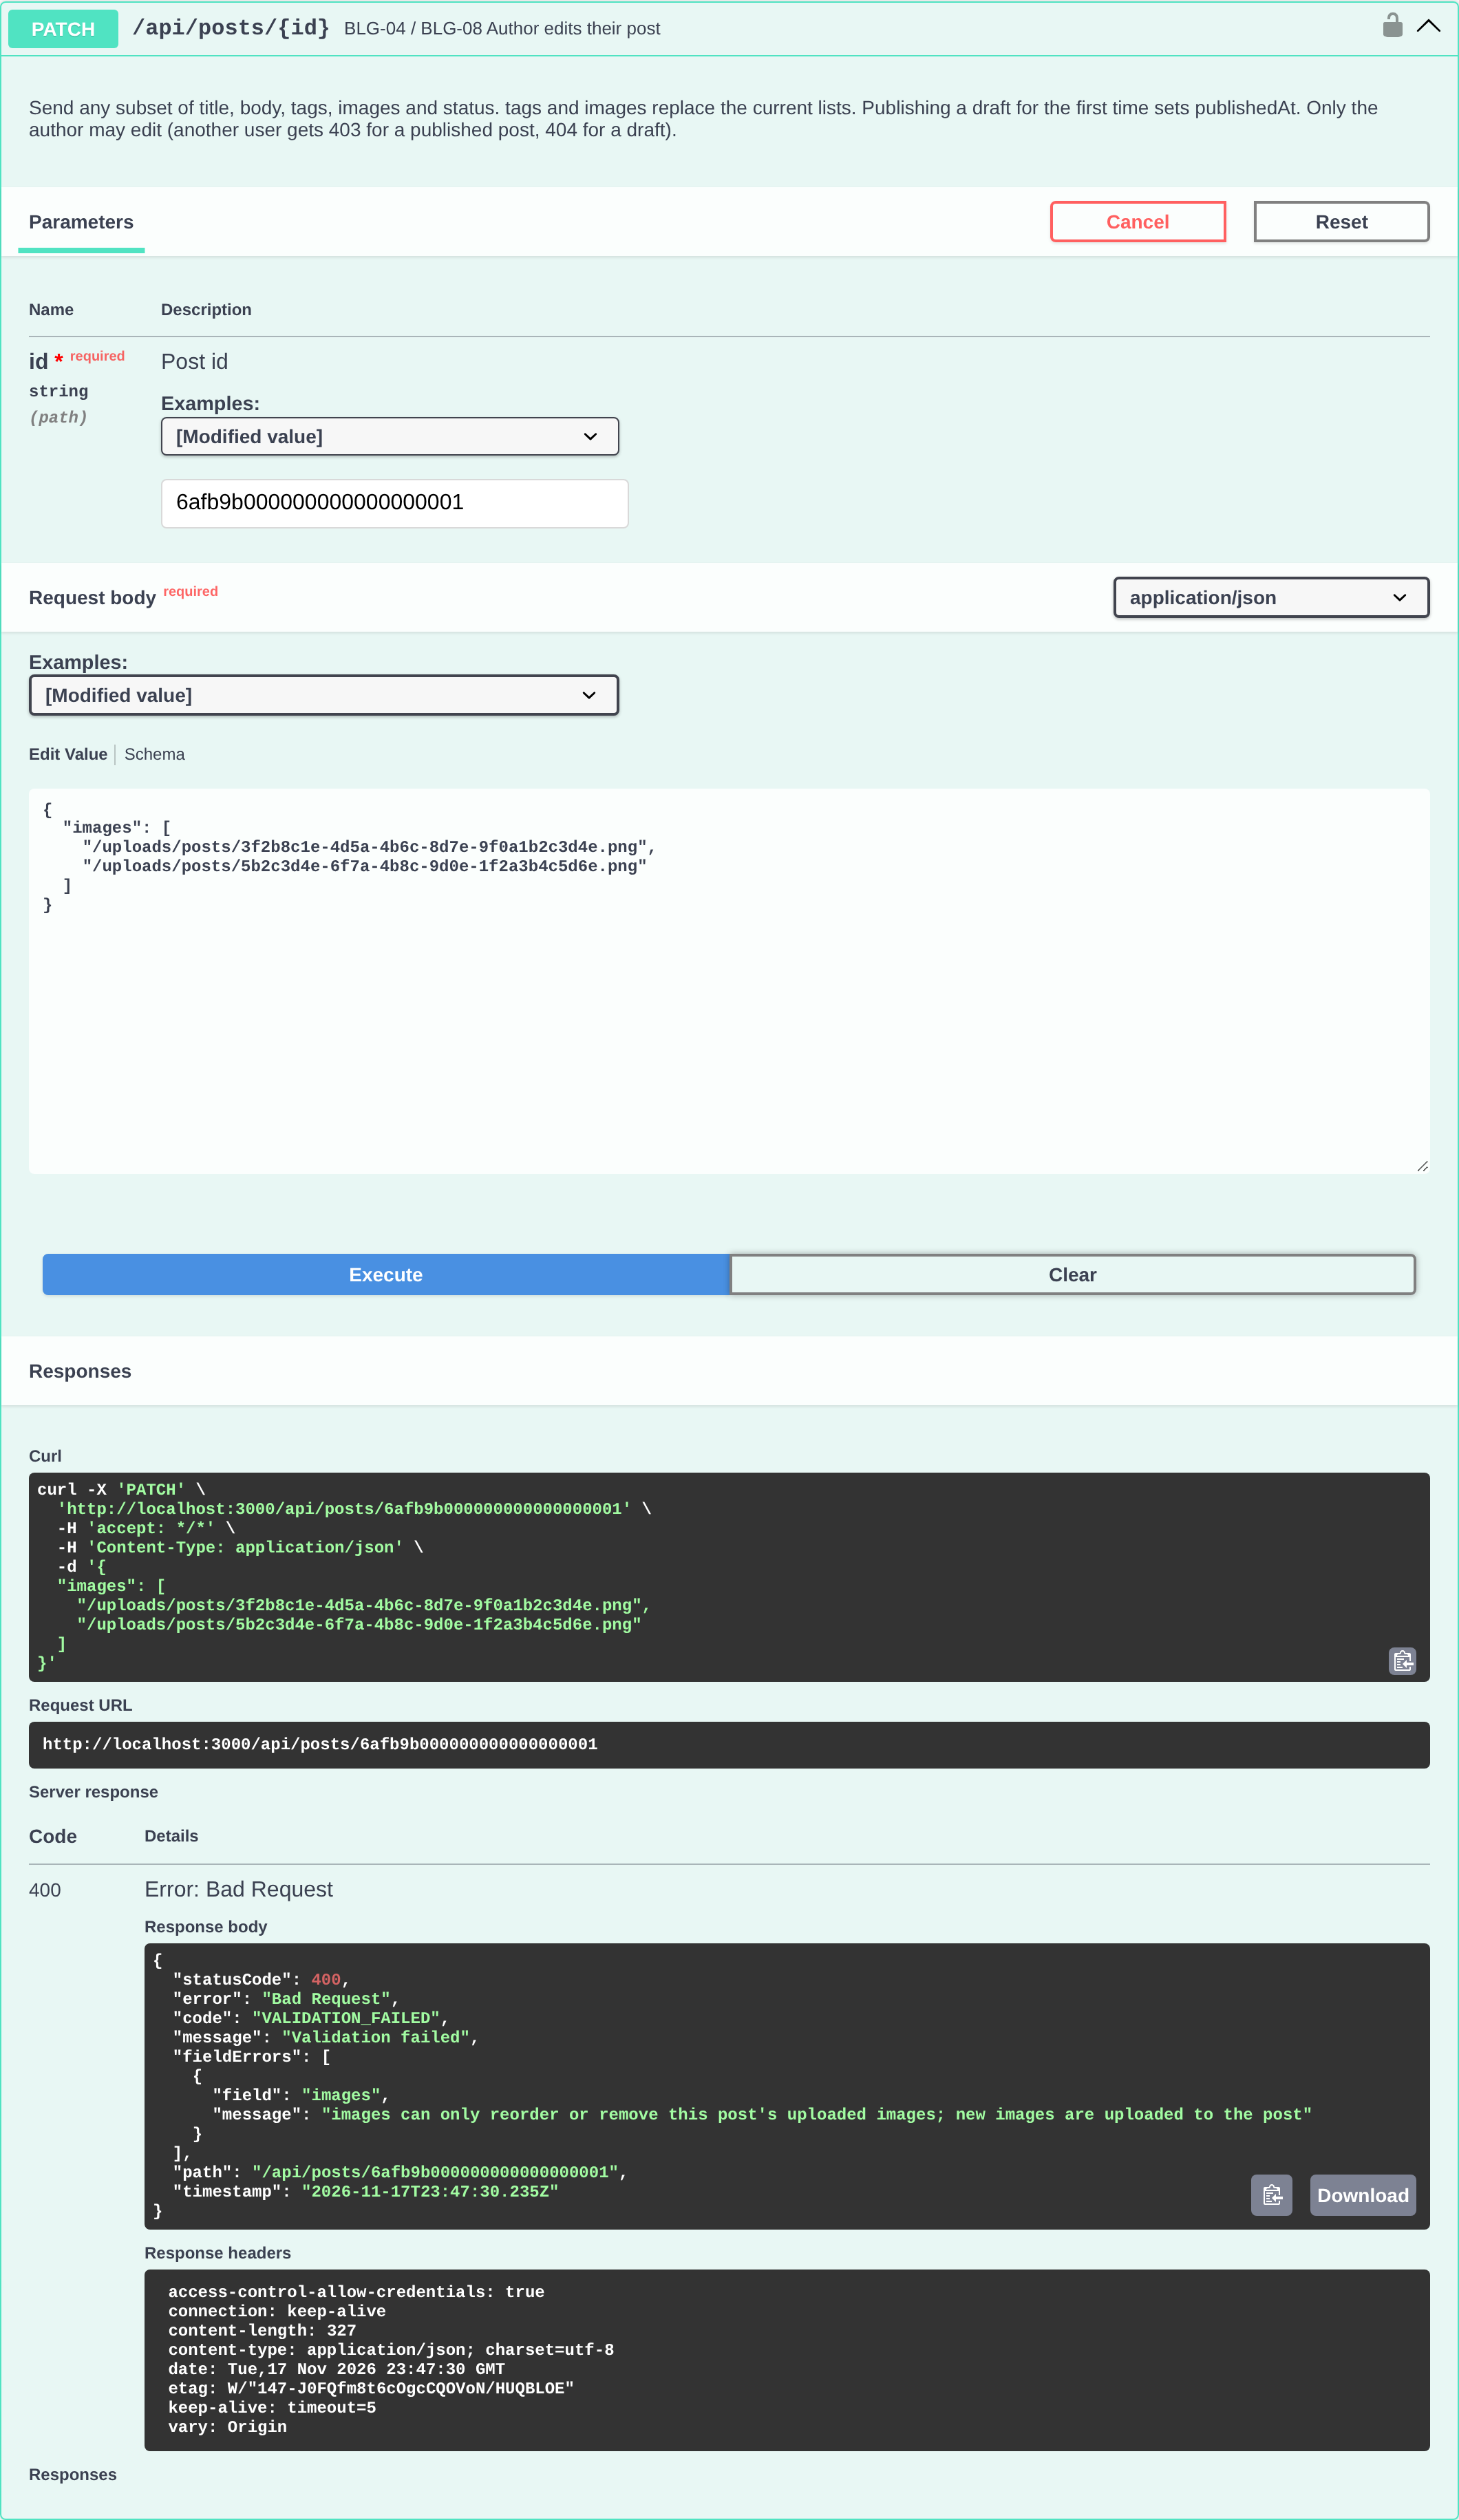 PATCH /api/posts/{id} BLG-04 / BLG-08 Author edits their post
Send any subset of title, body, tags, images and status. tags and images replace the current lists. Publishing a draft for the first time sets publishedAt. Only the
author may edit (another user gets 403 for a published post, 404 for a draft).
Parameters Cancel Reset
Name Description
id * required Post id
string
(path)
Examples:
[Modified value]
6afb9b000000000000000001
Request body required application/json
Examples:
[Modified value]
Edit Value Schema
{
  "images": [
    "/uploads/posts/3f2b8c1e-4d5a-4b6c-8d7e-9f0a1b2c3d4e.png",
    "/uploads/posts/5b2c3d4e-6f7a-4b8c-9d0e-1f2a3b4c5d6e.png"
  ]
}
Execute Clear
Responses
Curl
curl -X 'PATCH' \
  'http://localhost:3000/api/posts/6afb9b000000000000000001' \
  -H 'accept: */*' \
  -H 'Content-Type: application/json' \
  -d '{
  "images": [
    "/uploads/posts/3f2b8c1e-4d5a-4b6c-8d7e-9f0a1b2c3d4e.png",
    "/uploads/posts/5b2c3d4e-6f7a-4b8c-9d0e-1f2a3b4c5d6e.png"
  ]
}'
Request URL
http://localhost:3000/api/posts/6afb9b000000000000000001
Server response
Code Details
400 Error: Bad Request
Response body
{
  "statusCode": 400,
  "error": "Bad Request",
  "code": "VALIDATION_FAILED",
  "message": "Validation failed",
  "fieldErrors": [
    {
      "field": "images",
      "message": "images can only reorder or remove this post's uploaded images; new images are uploaded to the post"
    }
  ],
  "path": "/api/posts/6afb9b000000000000000001",
  "timestamp": "2026-11-17T23:47:30.235Z"
}
Download
Response headers
access-control-allow-credentials: true
connection: keep-alive
content-length: 327
content-type: application/json; charset=utf-8
date: Tue,17 Nov 2026 23:47:30 GMT
etag: W/"147-J0FQfm8t6cOgcCQOVoN/HUQBLOE"
keep-alive: timeout=5
vary: Origin
Responses